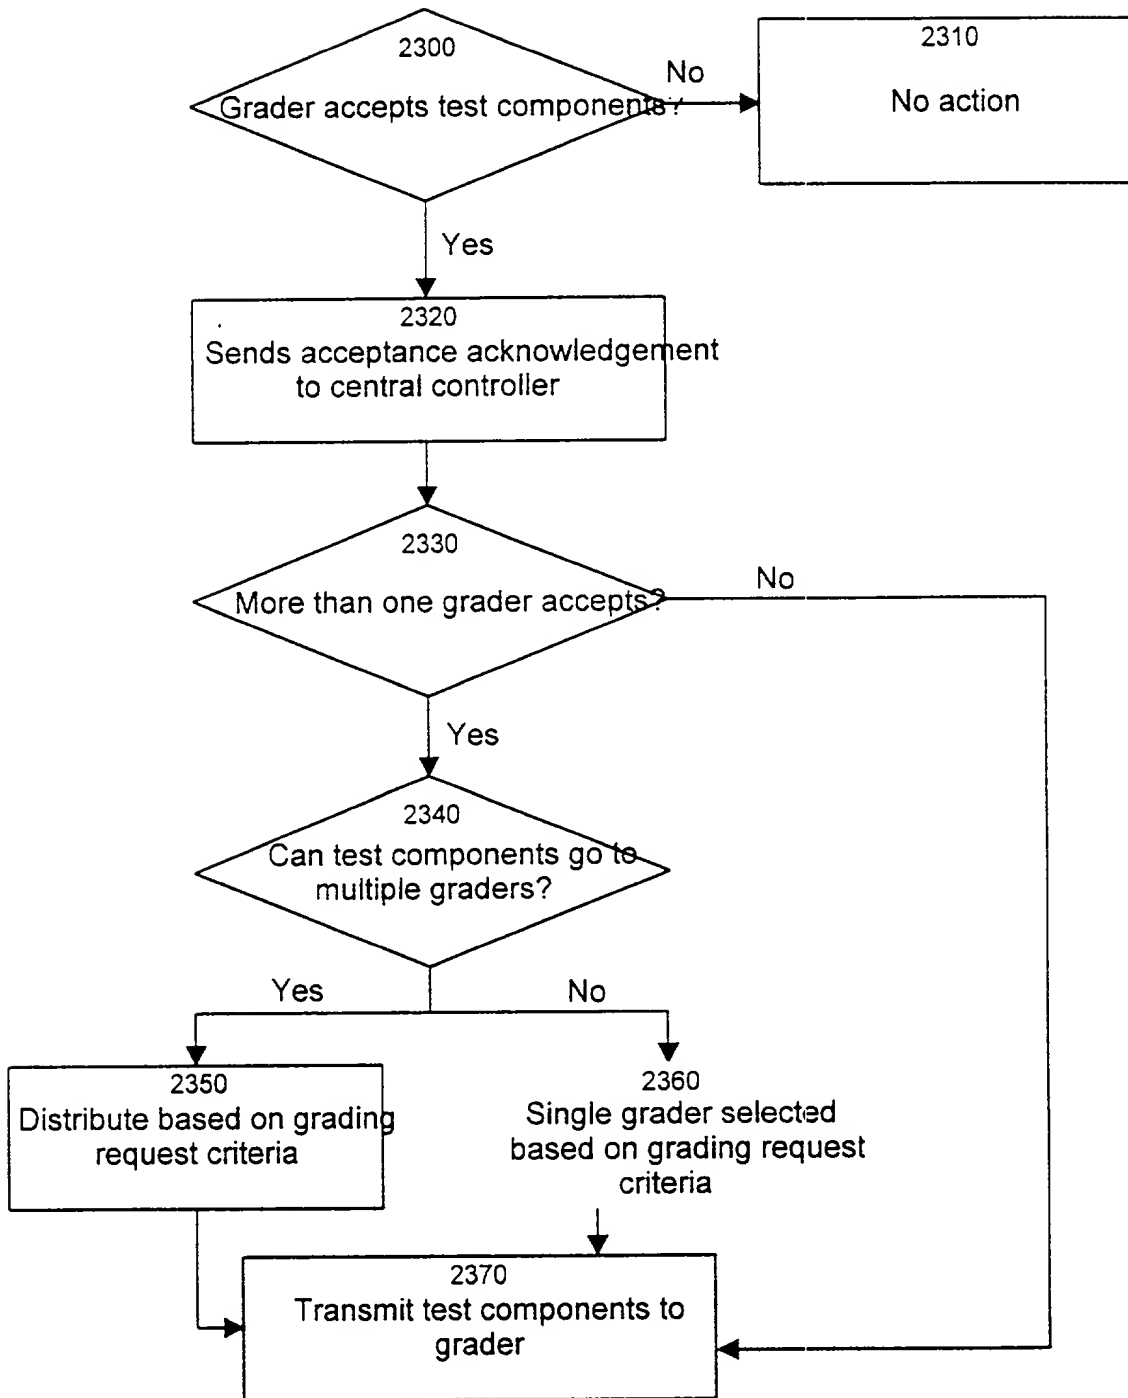 2300
Grader accepts test components?
No
2310
No action
Yes
2320
Sends acceptance acknowledgement
to central controller
2330
More than one grader accepts?
No
Yes
2340
Can test components go to
multiple graders?
Yes
No
2350
Distribute based on grading
request criteria
2360
Single grader selected
based on grading request
criteria
2370
Transmit test components to
grader